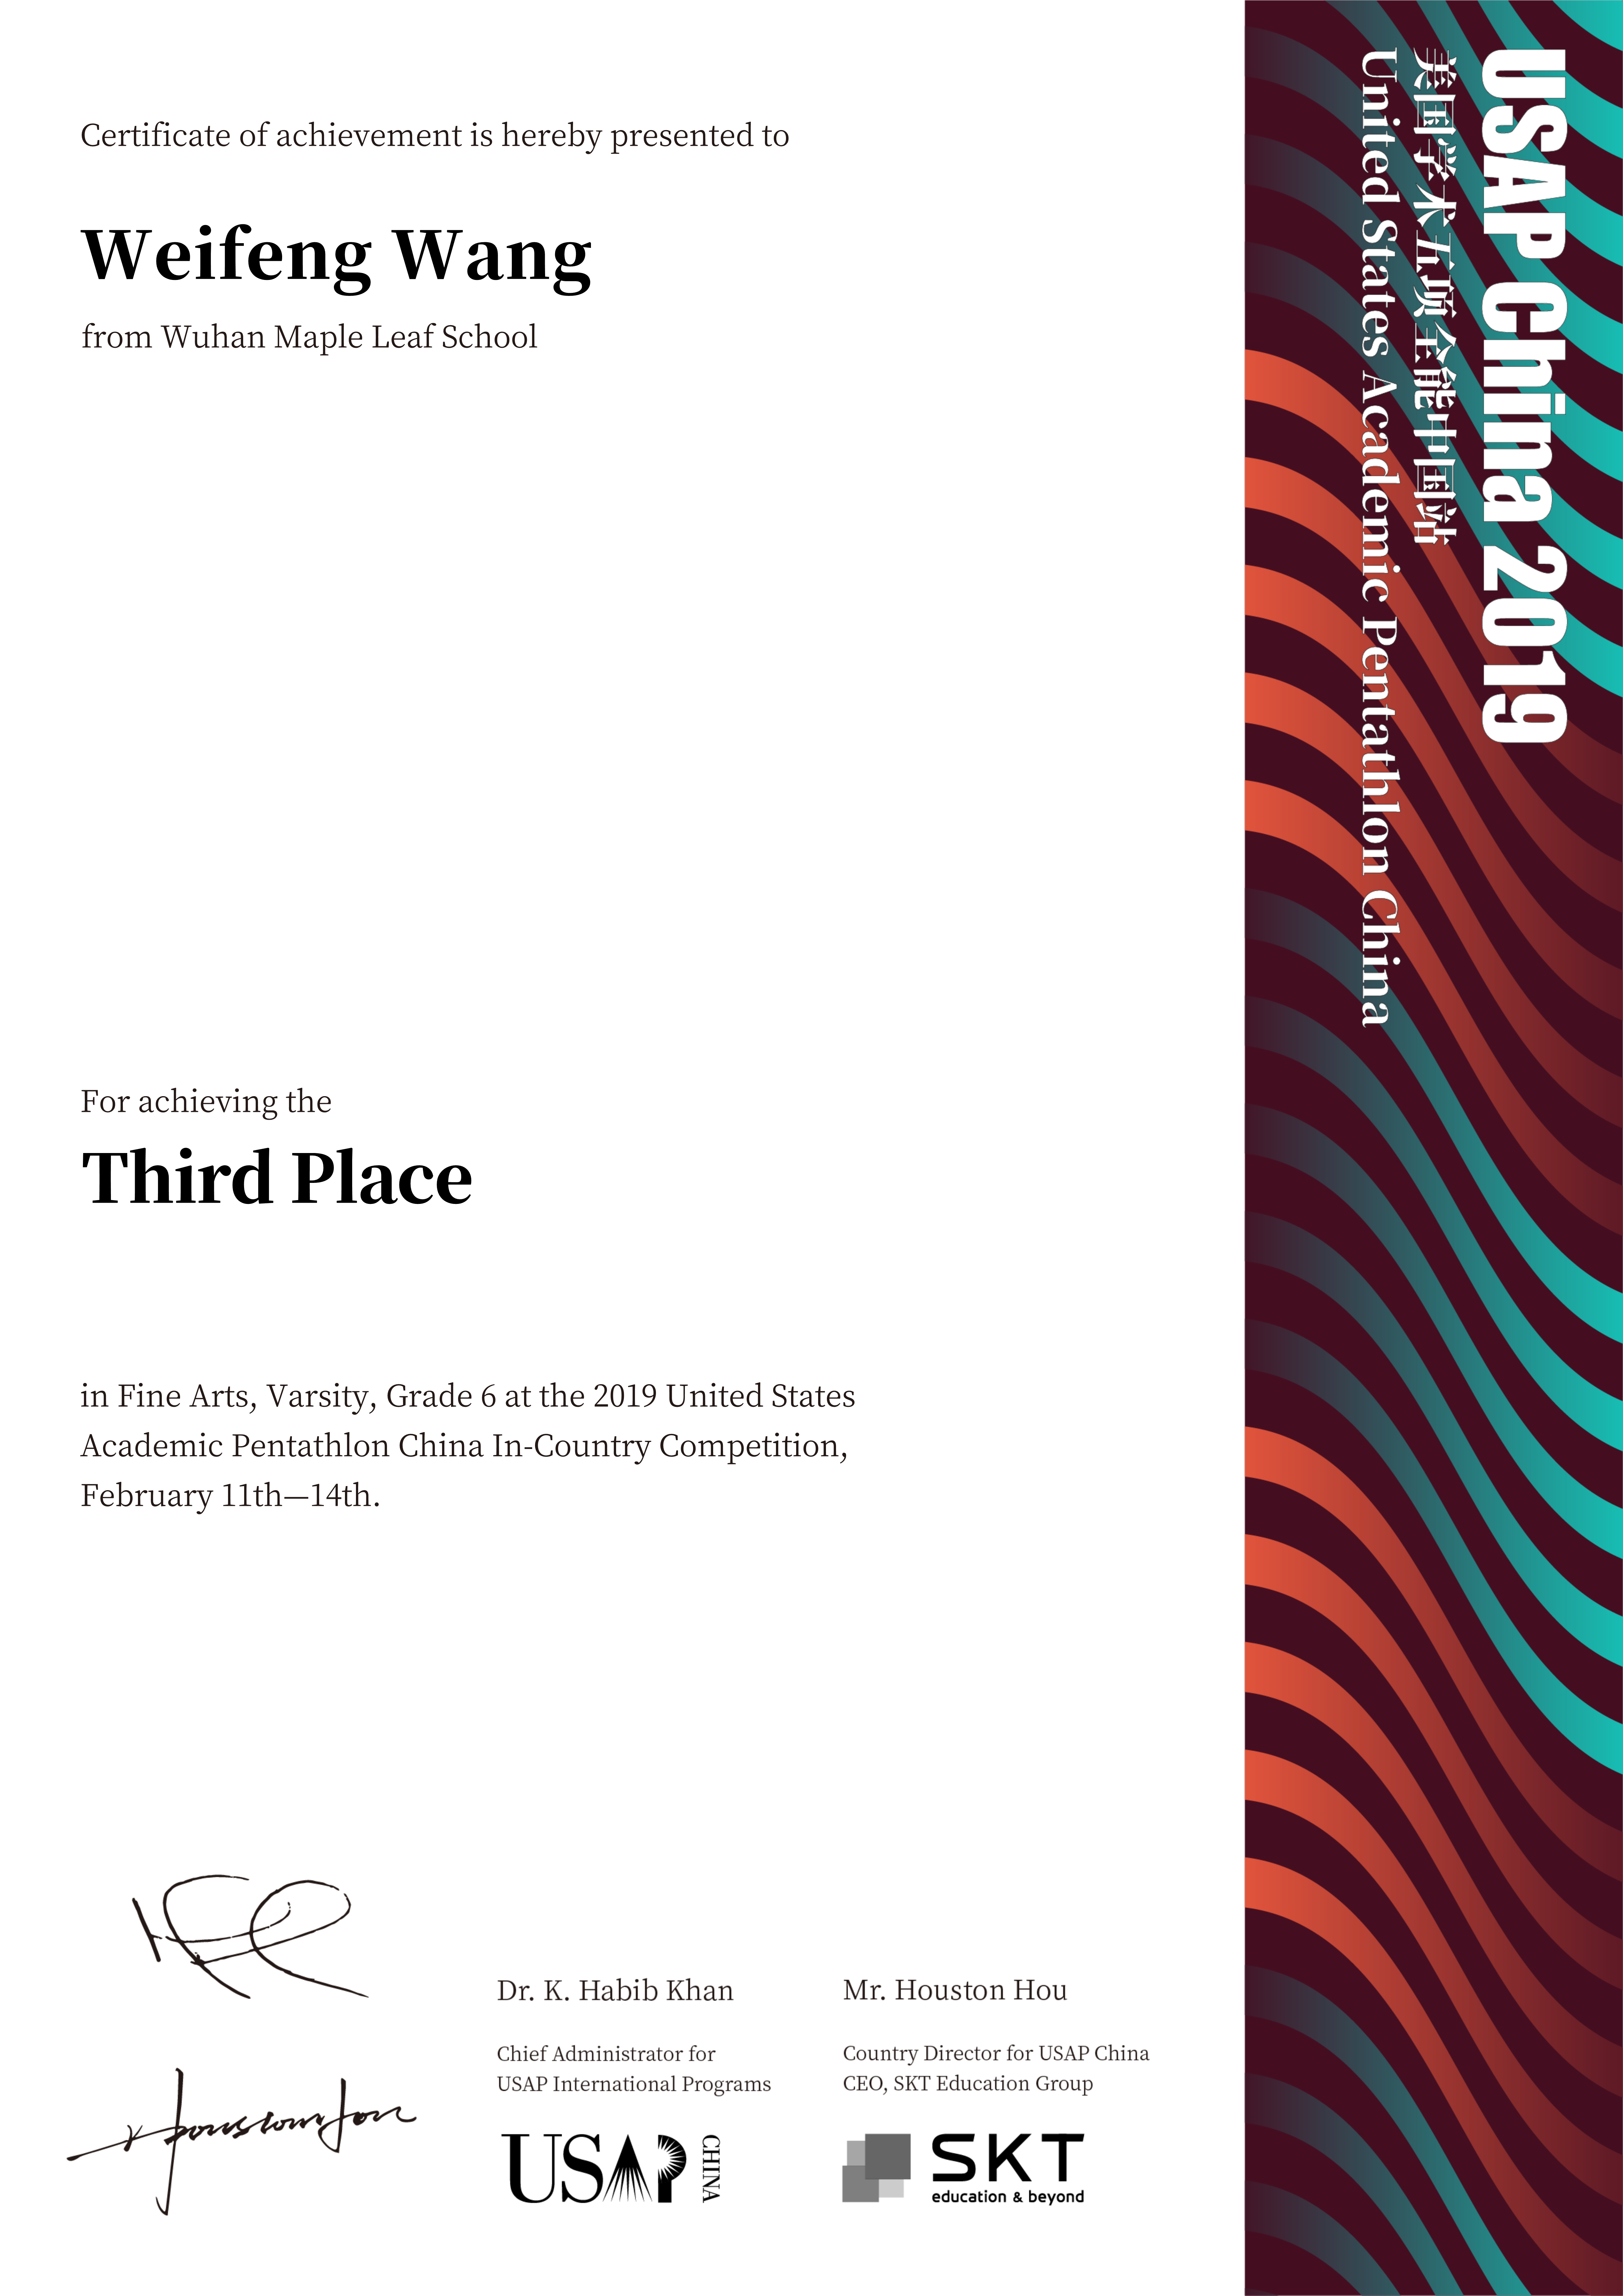 Certificate of achievement is hereby presented to
Weifeng Wang
from Wuhan Maple Leaf School
For achieving the
Third Place
in Fine Arts, Varsity, Grade 6 at the 2019 United States
Academic Pentathlon China In-Country Competition,
February 11th—14th.
Dr. K. Habib Khan
Chief Administrator for
USAP International Programs
USAP CHINA
Mr. Houston Hou
Country Director for USAP China
CEO, SKT Education Group
SKT
education & beyond
USAP China 2019
美国学术五项全能中国站
United States Academic Pentathlon China